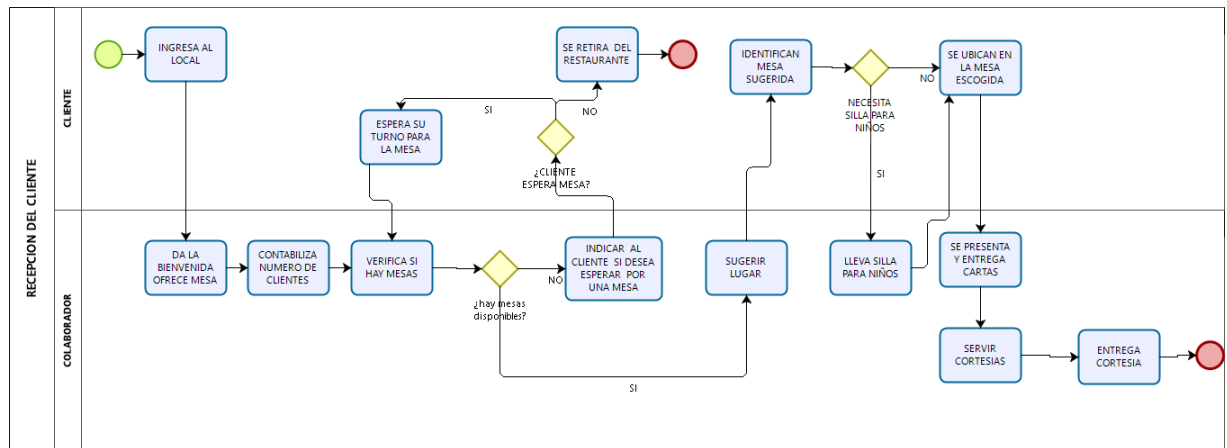 RECEPCION DEL CLIENTE
CLIENTE
INGRESA AL
LOCAL
SE RETIRA DEL
RESTAURANTE
IDENTIFICAN
MESA
SUGERIDA
SE UBICAN EN
LA MESA
ESCOGIDA
NO
NECESITA
SILLA PARA
NIÑOS
SI
ESPERA SU
TURNO PARA
LA MESA
SI
NO
¿CLIENTE
ESPERA MESA?
COLABORADOR
DA LA
BIENVENIDA
OFRECE MESA
CONTABILIZA
NUMERO DE
CLIENTES
VERIFICA SI
HAY MESAS
¿hay mesas
disponibles?
NO
INDICAR AL
CLIENTE SI DESEA
ESPERAR POR
UNA MESA
SUGERIR
LUGAR
LLEVA SILLA
PARA NIÑOS
SE PRESENTA
Y ENTREGA
CARTAS
SI
SERVIR
CORTESIAS
ENTREGA
CORTESIA